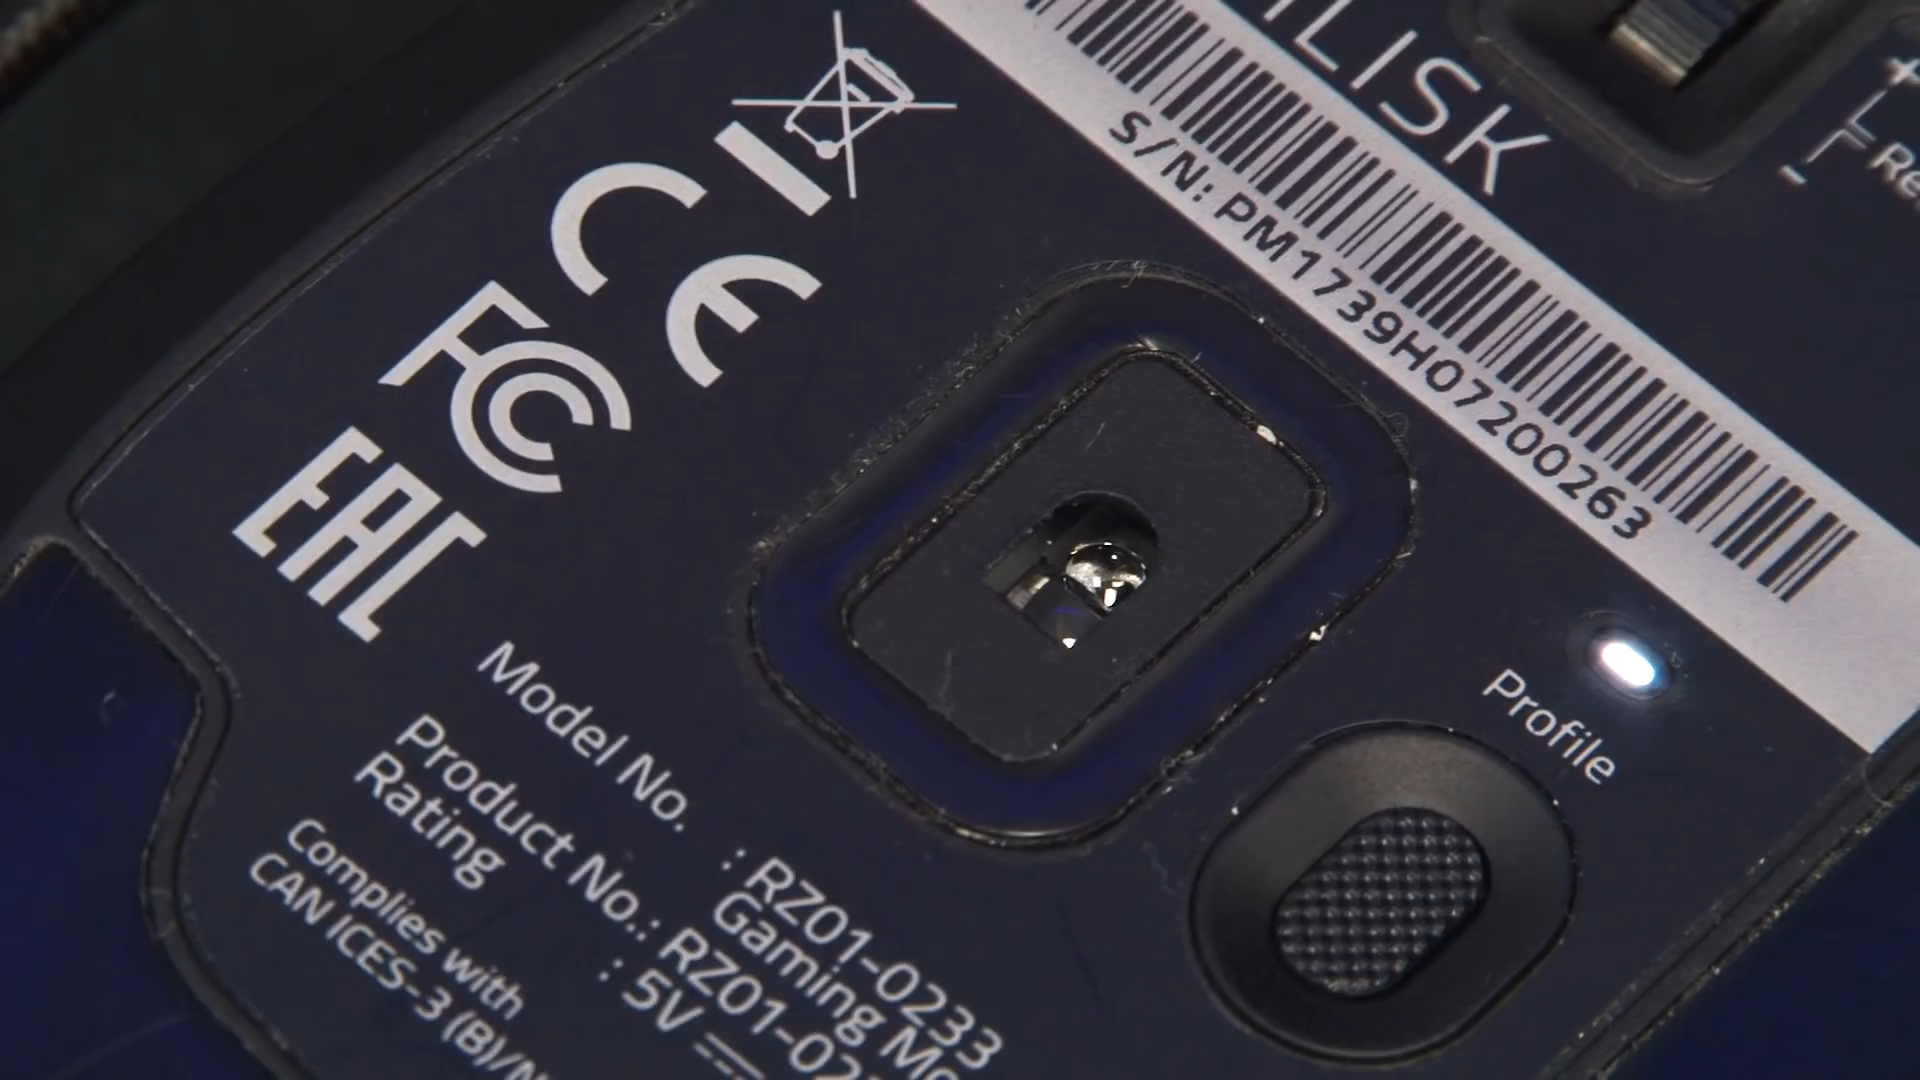 S/N: PM1739H07200263
CE
FC
EAC
Profile
Model No. : RZ01-0233
Gaming
Product No.: RZ01-02
Rating : 5V
Complies with
CAN ICES-3 (B)/N